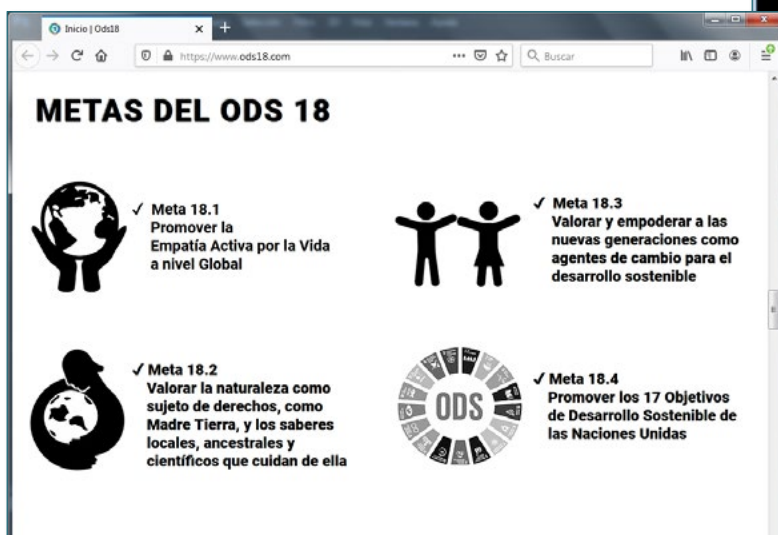 Inicio | Ods18
https://www.ods18.com
Buscar
METAS DEL ODS 18
✓ Meta 18.1
Promover la
Empatía Activa por la Vida
a nivel Global
✓ Meta 18.3
Valorar y empoderar a las
nuevas generaciones como
agentes de cambio para el
desarrollo sostenible
✓ Meta 18.2
Valorar la naturaleza como
sujeto de derechos, como
Madre Tierra, y los saberes
locales, ancestrales y
científicos que cuidan de ella
ODS
✓ Meta 18.4
Promover los 17 Objetivos
de Desarrollo Sostenible de
las Naciones Unidas